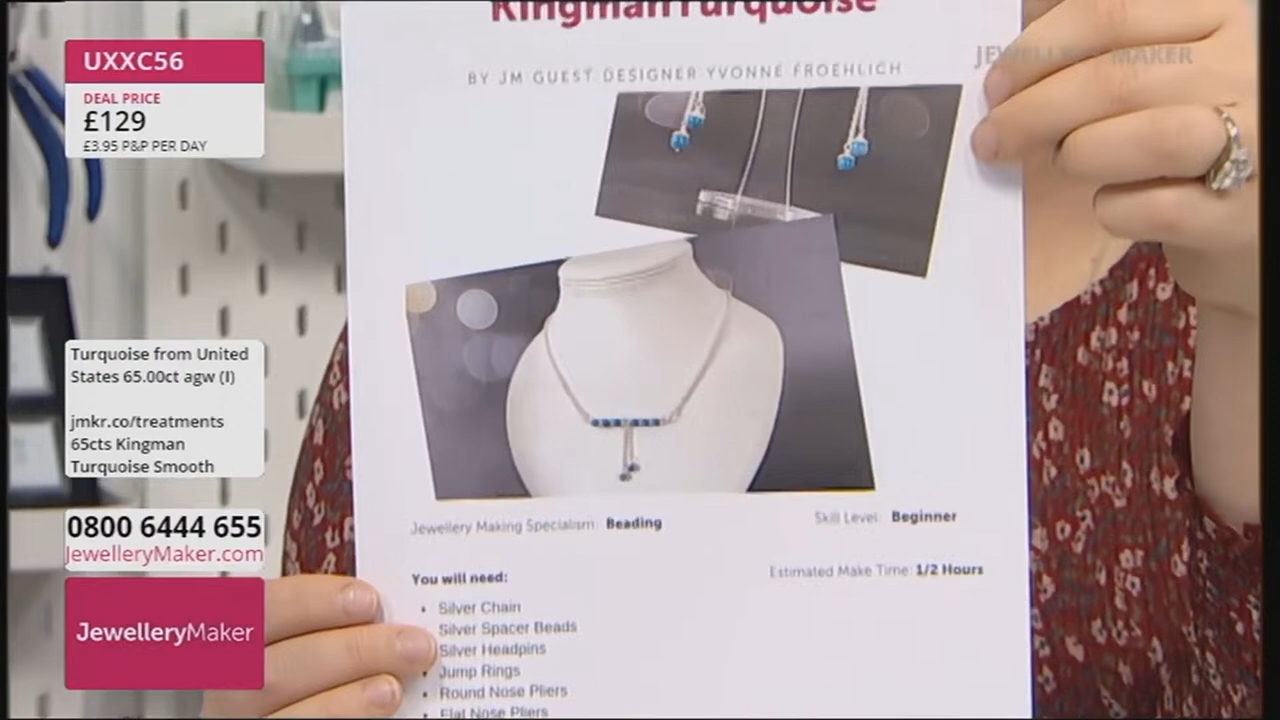 UXXC56
DEAL PRICE
£129
£3.95 P&P PER DAY
Turquoise from United
States 65.00ct agw (I)
jmkr.co/treatments
65cts Kingman
Turquoise Smooth
0800 6444 655
JewelleryMaker.com
JewelleryMaker
JEWELLERY MAKER
Kingman Turquoise
BY JM GUEST DESIGNER YVONNE FROEHLICH
Jewellery Making Specialism: Beading
Skill Level: Beginner
Estimated Make Time: 1/2 Hours
You will need:
• Silver Chain
Silver Spacer Beads
Silver Headpins
• Jump Rings
• Round Nose Pliers
• Flat Nose Pliers